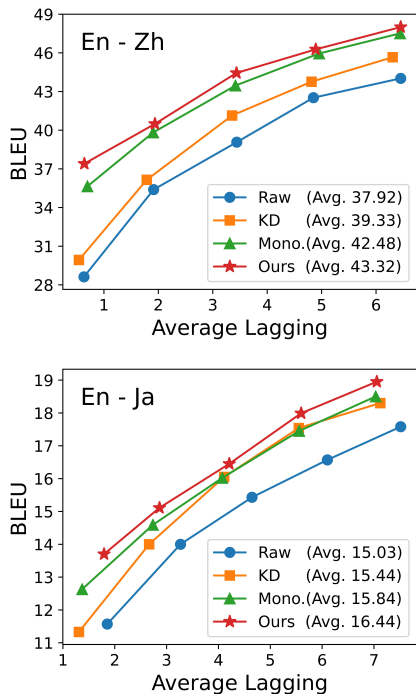 En - Zh
49
46
43
40
37
34
31
28
BLEU
Raw (Avg. 37.92)
KD (Avg. 39.33)
Mono.(Avg. 42.48)
Ours (Avg. 43.32)
1 2 3 4 5 6
Average Lagging
En - Ja
19
18
17
16
15
14
13
12
11
BLEU
Raw (Avg. 15.03)
KD (Avg. 15.44)
Mono.(Avg. 15.84)
Ours (Avg. 16.44)
1 2 3 4 5 6 7
Average Lagging